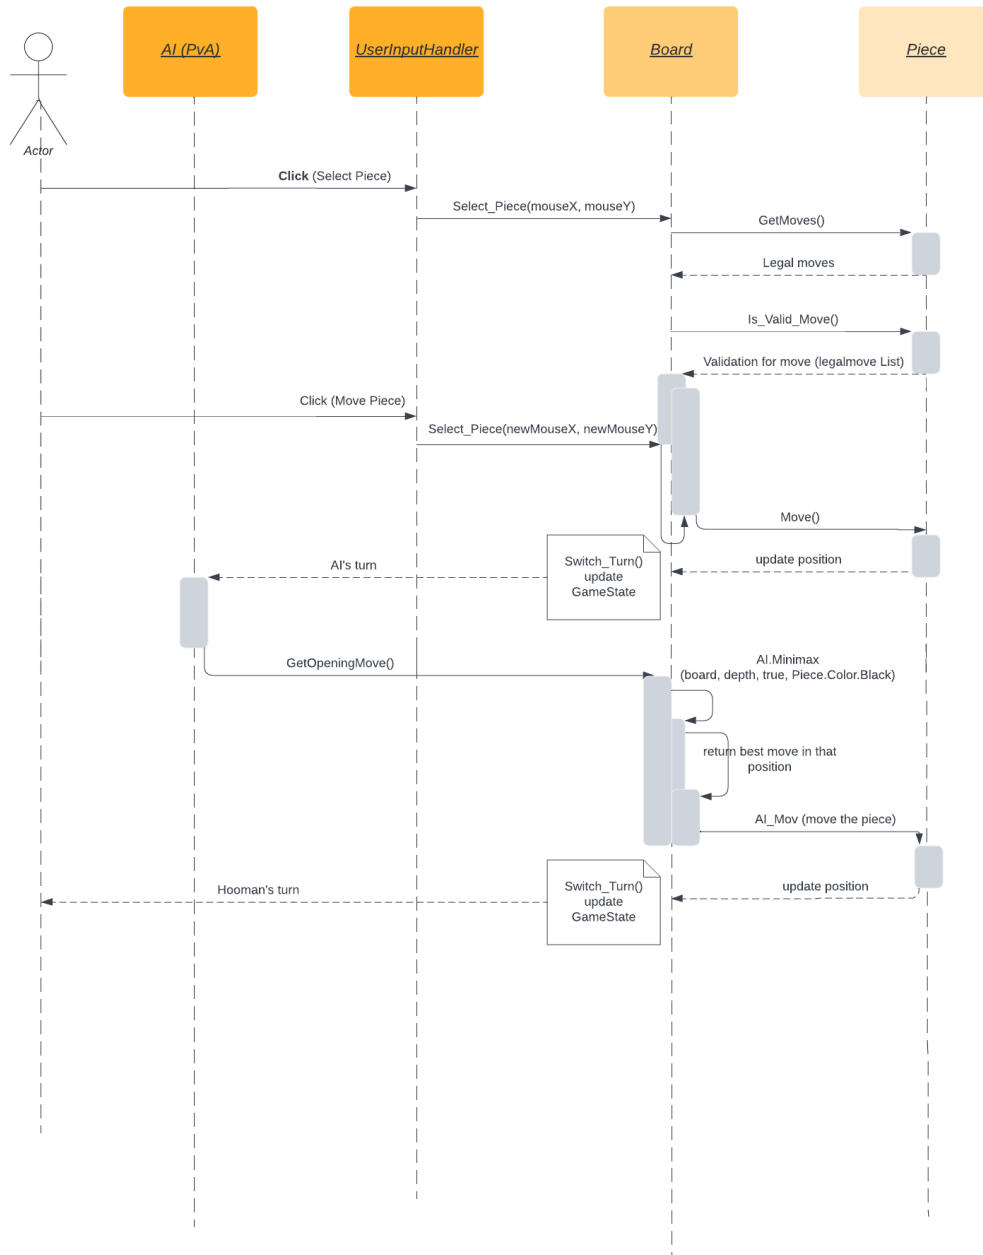 AI (PvA)
UserInputHandler
Board
Piece
Actor
Click (Select Piece)
Select_Piece(mouseX, mouseY)
GetMoves()
Legal moves
Is_Valid_Move()
Validation for move (legalmove List)
Click (Move Piece)
Select_Piece(newMouseX, newMouseY)
Move()
Switch_Turn()
update
GameState
update position
AI's turn
GetOpeningMove()
AI.Minimax
(board, depth, true, Piece.Color.Black)
return best move in that
position
AI_Mov (move the piece)
Switch_Turn()
update
GameState
update position
Hooman's turn